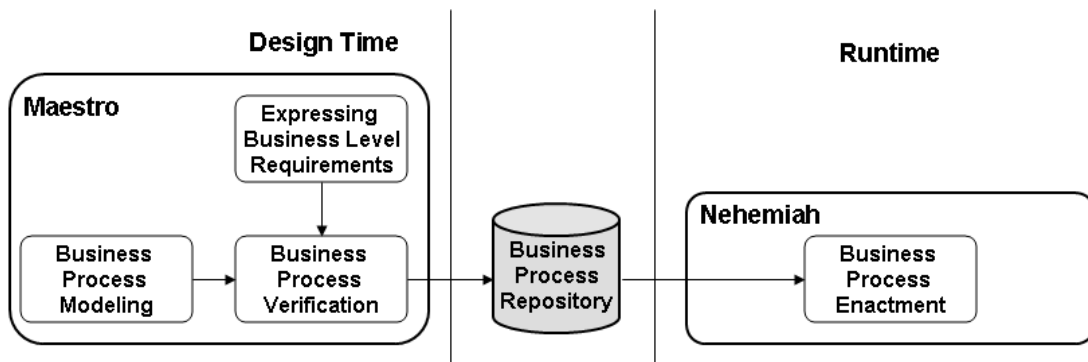 Design Time
Runtime
Maestro
Expressing
Business Level
Requirements
Business
Process
Modeling
Business
Process
Verification
Business
Process
Repository
Nehemiah
Business
Process
Enactment